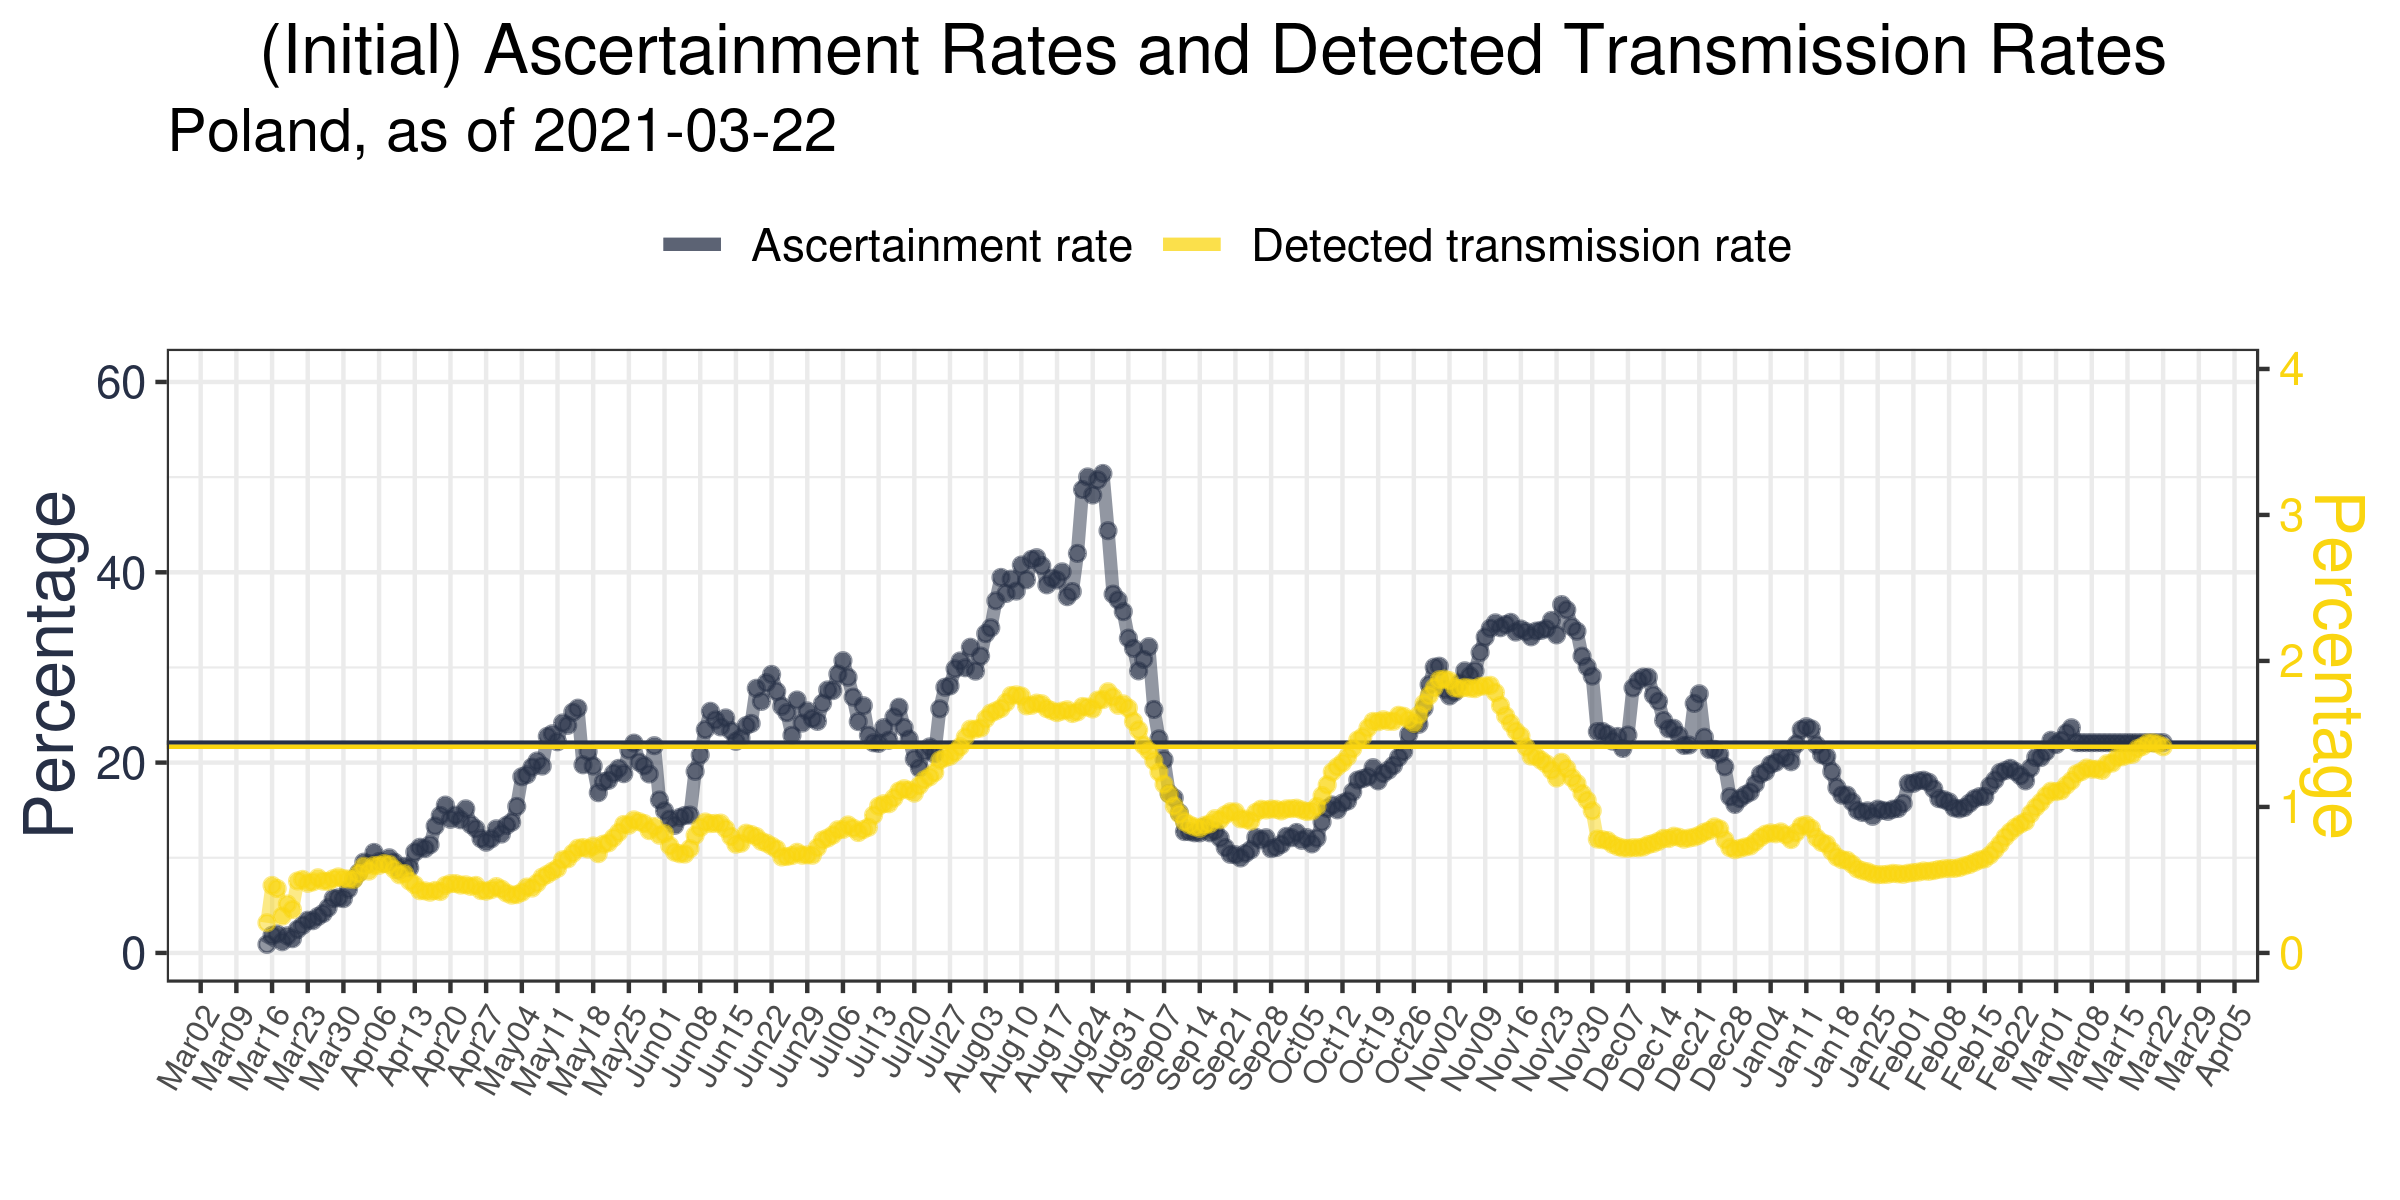 (Initial) Ascertainment Rates and Detected Transmission Rates
Poland, as of 2021-03-22
Ascertainment rate
Detected transmission rate
Percentage
60
40
20
0
4
3
2
1
0
Percentage
Mar02
Mar09
Mar16
Mar23
Mar30
Apr06
Apr13
Apr20
Apr27
May04
May11
May18
May25
Jun01
Jun08
Jun15
Jun22
Jun29
Jul06
Jul13
Jul20
Jul27
Aug03
Aug10
Aug17
Aug24
Aug31
Sep07
Sep14
Sep21
Sep28
Oct05
Oct12
Oct19
Oct26
Nov02
Nov09
Nov16
Nov23
Nov30
Dec07
Dec14
Dec21
Dec28
Jan04
Jan11
Jan18
Jan25
Feb01
Feb08
Feb15
Feb22
Mar01
Mar08
Mar15
Mar22
Mar29
Apr05